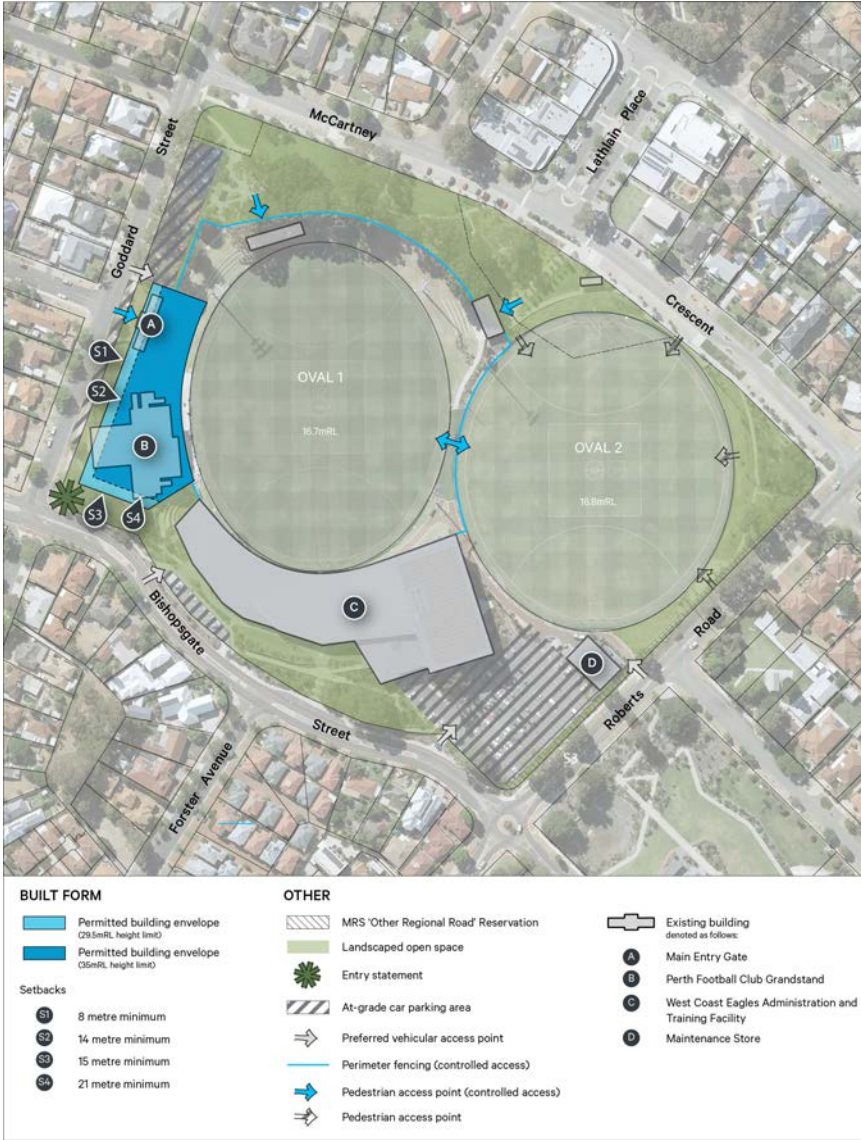 McCartney
Lathlain Place
Street
Goddard
Crescent
A
S1
OVAL 1
S2
16.7mRL
OVAL 2
B
16.8mRL
S3
S4
Bishopsgate
C
D
Road
Roberts
Street
S3
Forster Avenue
BUILT FORM
Permitted building envelope
(29.5mRL height limit)
Permitted building envelope
(35mRL height limit)
Setbacks
S1 8 metre minimum
S2 14 metre minimum
S3 15 metre minimum
S4 21 metre minimum
OTHER
MRS 'Other Regional Road' Reservation
Landscaped open space
Entry statement
At-grade car parking area
Preferred vehicular access point
Perimeter fencing (controlled access)
Pedestrian access point (controlled access)
Pedestrian access point
Existing building
denoted as follows:
A Main Entry Gate
B Perth Football Club Grandstand
C West Coast Eagles Administration and
Training Facility
D Maintenance Store